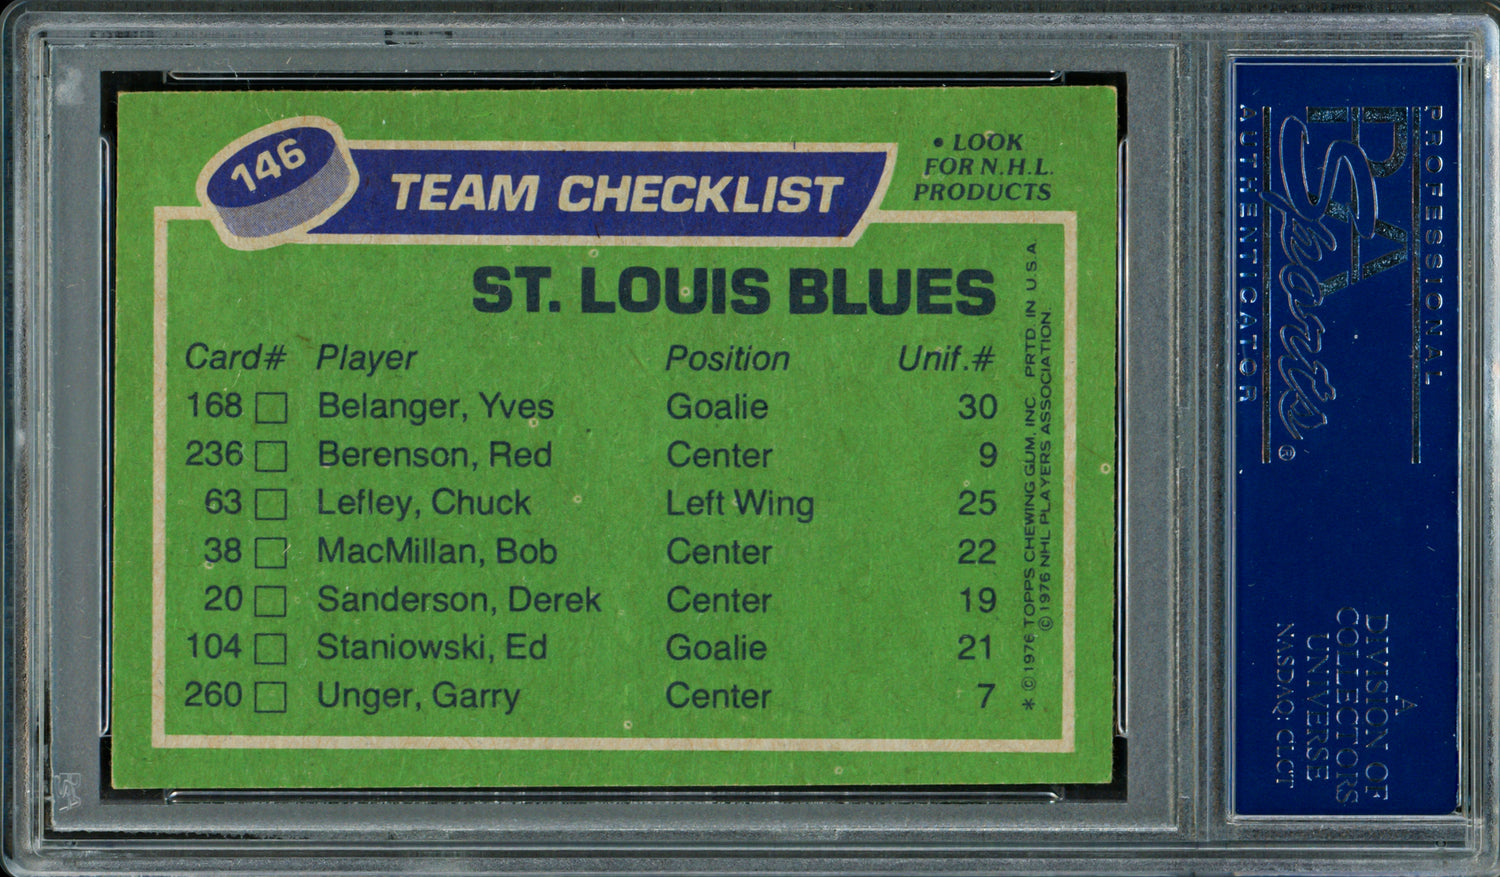 146
TEAM CHECKLIST
• LOOK
FOR N.H.L.
PRODUCTS
ST. LOUIS BLUES
Card# Player Position Unif.#
168 Belanger, Yves Goalie 30
236 Berenson, Red Center 9
63 Lefley, Chuck Left Wing 25
38 MacMillan, Bob Center 22
20 Sanderson, Derek Center 19
104 Staniowski, Ed Goalie 21
260 Unger, Garry Center 7
* © 1976 TOPPS CHEWING GUM, INC. PRTD. IN U.S.A.
© 1976 NHL PLAYERS ASSOCIATION.
PROFESSIONAL
PSA
Sports®
AUTHENTICATOR
A
DIVISION OF
COLLECTORS
UNIVERSE
NASDAQ: CLCT
PSA